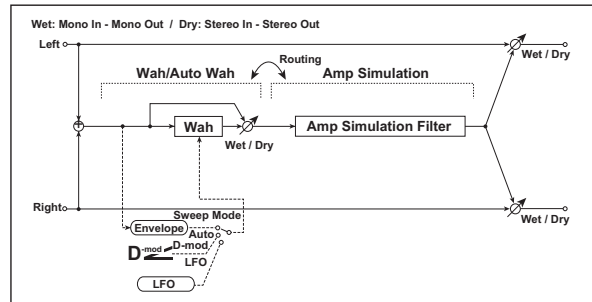 Wet: Mono In - Mono Out / Dry: Stereo In - Stereo Out
Left
Wet / Dry
Routing
Wah/Auto Wah
Amp Simulation
+
Wah
Amp Simulation Filter
Wet / Dry
Right
Wet / Dry
Sweep Mode
Envelope
Auto
D-mod
D-mod
LFO
LFO